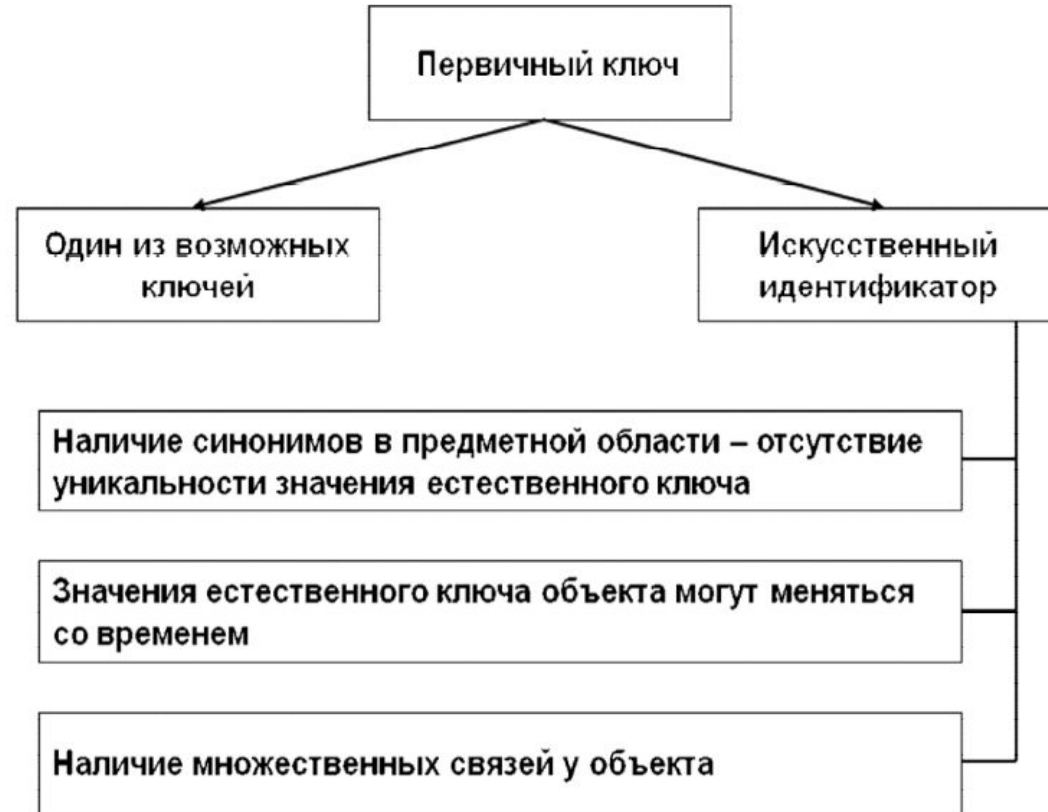 Первичный ключ
Один из возможных
ключей
Искусственный
идентификатор
Наличие синонимов в предметной области – отсутствие
уникальности значения естественного ключа
Значения естественного ключа объекта могут меняться
со временем
Наличие множественных связей у объекта